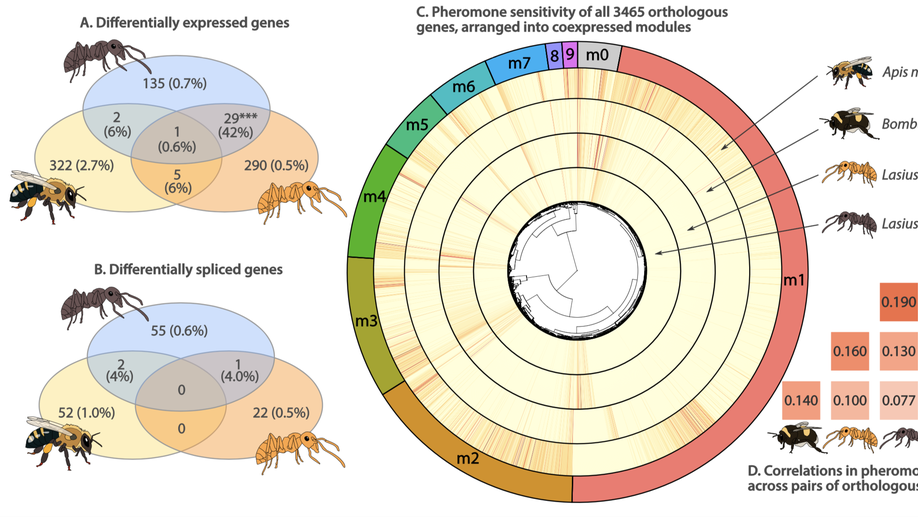 A. Differentially expressed genes
135 (0.7%)
2
(6%)
29***
(42%)
1
(0.6%)
322 (2.7%)
290 (0.5%)
5
(6%)
B. Differentially spliced genes
55 (0.6%)
2
(4%)
1
(4.0%)
0
52 (1.0%)
22 (0.5%)
0
C. Pheromone sensitivity of all 3465 orthologous
genes, arranged into coexpressed modules
m0
9
8
m7
m6
m5
m4
m3
m2
m1
Apis m
Bomb
Lasius
Lasius
0.190
0.160 0.130
0.140 0.100 0.077
D. Correlations in pheromo
across pairs of orthologous